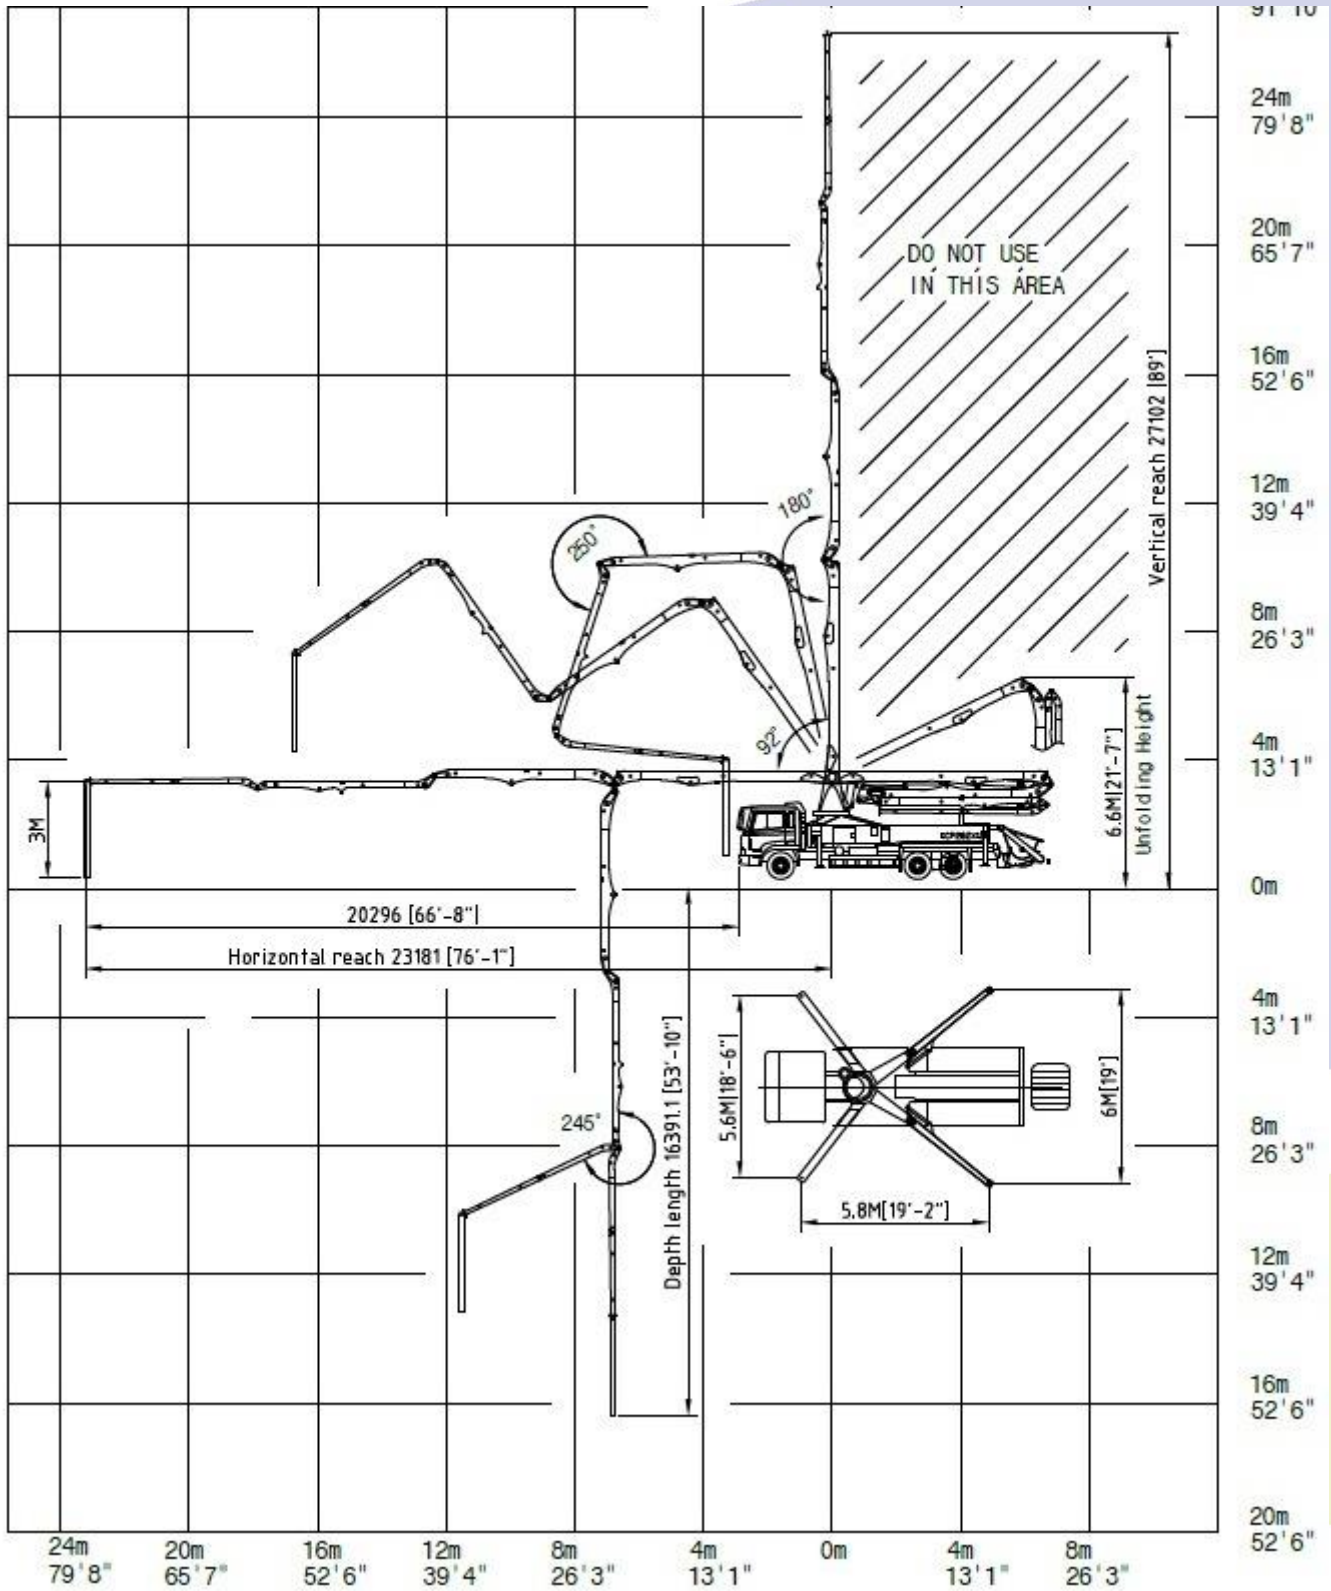 91'10
24m
79'8"
20m
65'7"
DO NOT USE
IN THIS AREA
16m
52'6"
Vertical reach 27102 [89']
12m
39'4"
180°
250°
8m
26'3"
92°
4m
13'1"
6.6M[21'-7"]
Unfolding Height
3M
0m
20296 [66'-8"]
Horizontal reach 23181 [76'-1"]
4m
13'1"
5.6M[18'-6"]
6M[19']
Depth length 16391.1 [53'-10"]
245°
8m
26'3"
5.8M[19'-2"]
12m
39'4"
16m
52'6"
20m
52'6"
24m
79'8"
20m
65'7"
16m
52'6"
12m
39'4"
8m
26'3"
4m
13'1"
0m
4m
13'1"
8m
26'3"